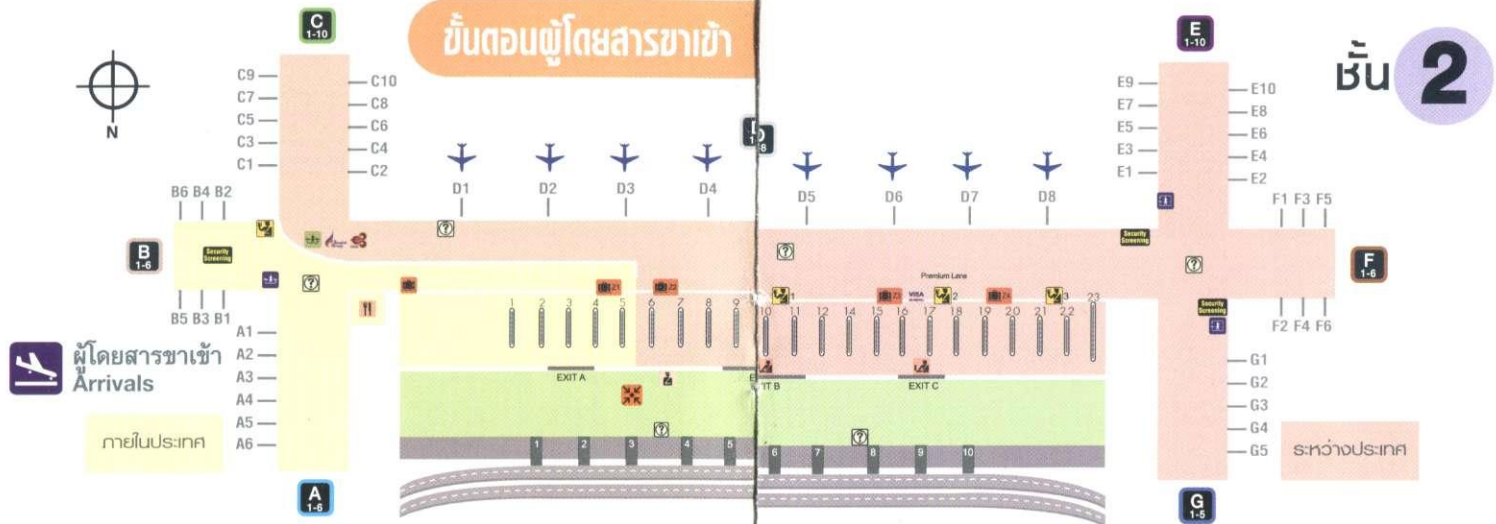 C
1-10
ขั้นตอนผู้โดยสารขาเข้า
E
1-10
ชั้น 2
N
C9
C10
C7
C8
C5
C6
C3
C4
C1
C2
E9
E10
E7
E8
E5
E6
E3
E4
E1
E2
D1
D2
D3
D4
D5
D6
D7
D8
B6 B4 B2
F1 F3 F5
B
1-6
Security
Screening
Security
Screening
F
1-6
Premium Lane
VISA
1
2
3
1 2 3 4 5 6 7 8 9 10 11 12 14 15 16 17 18 19 20 21 22 23
B5 B3 B1
Security
Screening
F2 F4 F6
ผู้โดยสารขาเข้า
Arrivals
A1
A2
A3
A4
A5
A6
G1
G2
G3
G4
G5
EXIT A
EXIT C
ภายในประเทศ
ระหว่างประเทศ
1 2 3 4 5 6 7 8 9 10
A
1-6
G
1-5